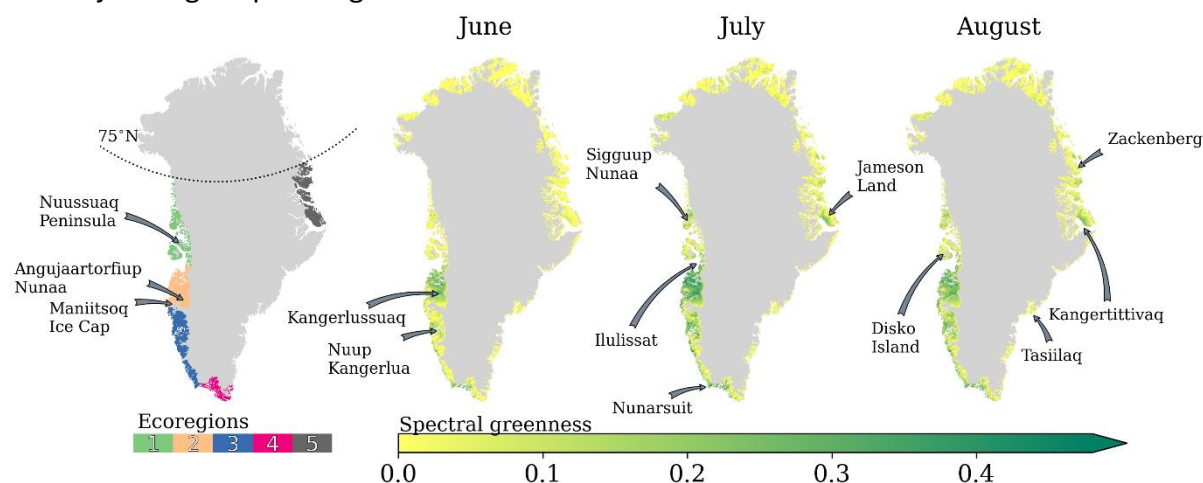 June
July
August
75°N
Nuussuaq
Peninsula
Angujaartorfiup
Nunaa
Maniitsoq
Ice Cap
Kangerlussuaq
Nuup
Kangerlua
Sigguup
Nunaa
Jameson
Land
Ilulissat
Nunarsuit
Zackenberg
Kangertittivaq
Disko
Island
Tasiilaq
Ecoregions
1 2 3 4 5
Spectral greenness
0.0 0.1 0.2 0.3 0.4